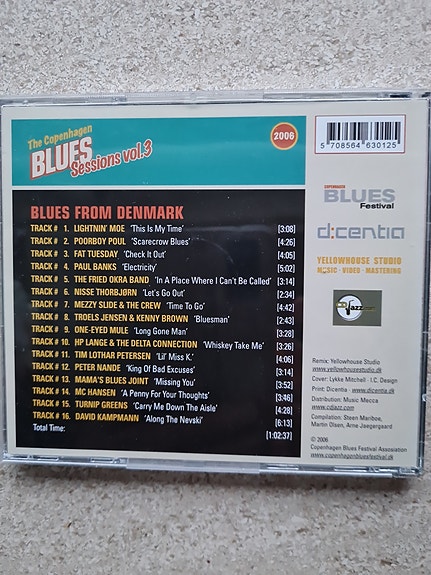 The Copenhagen
BLUES
Sessions vol.3
2006
5 708564 630125
BLUES FROM DENMARK
TRACK # 1. LIGHTNIN' MOE 'This Is My Time' [3:08]
TRACK # 2. POORBOY POUL 'Scarecrow Blues' [4:26]
TRACK # 3. FAT TUESDAY 'Check It Out' [4:05]
TRACK # 4. PAUL BANKS 'Electricity' [5:02]
TRACK # 5. THE FRIED OKRA BAND 'In A Place Where I Can't Be Called' [3:14]
TRACK # 6. NISSE THORBJØRN 'Let's Go Out' [2:34]
TRACK # 7. MEZZY SLIDE & THE CREW 'Time To Go' [4:42]
TRACK # 8. TROELS JENSEN & KENNY BROWN 'Bluesman' [2:43]
TRACK # 9. ONE-EYED MULE 'Long Gone Man' [3:28]
TRACK # 10. HP LANGE & THE DELTA CONNECTION 'Whiskey Take Me' [3:26]
TRACK # 11. TIM LOTHAR PETERSEN 'Lil' Miss K.' [4:06]
TRACK # 12. PETER NANDE 'King Of Bad Excuses' [3:14]
TRACK # 13. MAMA'S BLUES JOINT 'Missing You' [3:52]
TRACK # 14. MC HANSEN 'A Penny For Your Thoughts' [3:46]
TRACK # 15. TURNIP GREENS 'Carry Me Down The Aisle' [4:28]
TRACK # 16. DAVID KAMPMANN 'Along The Nevski' [6:13]
Total Time: [1:02:37]
COPENHAGEN
BLUES
Festival
d:centia
YELLOWHOUSE STUDIO
MUSIC · VIDEO · MASTERING
jazz
Remix: Yellowhouse Studio
www.yellowhousestudio.dk
Cover: Lykke Mitchell · I.C. Design
Print: Dicentia · www.dicentia.dk
Distribution: Music Mecca
www.cdjazz.com
Compilation: Steen Mariboe,
Martin Olsen, Arne Jaegergaard
© 2006
Copenhagen Blues Festival Association
www.copenhagenbluesfestival.dk